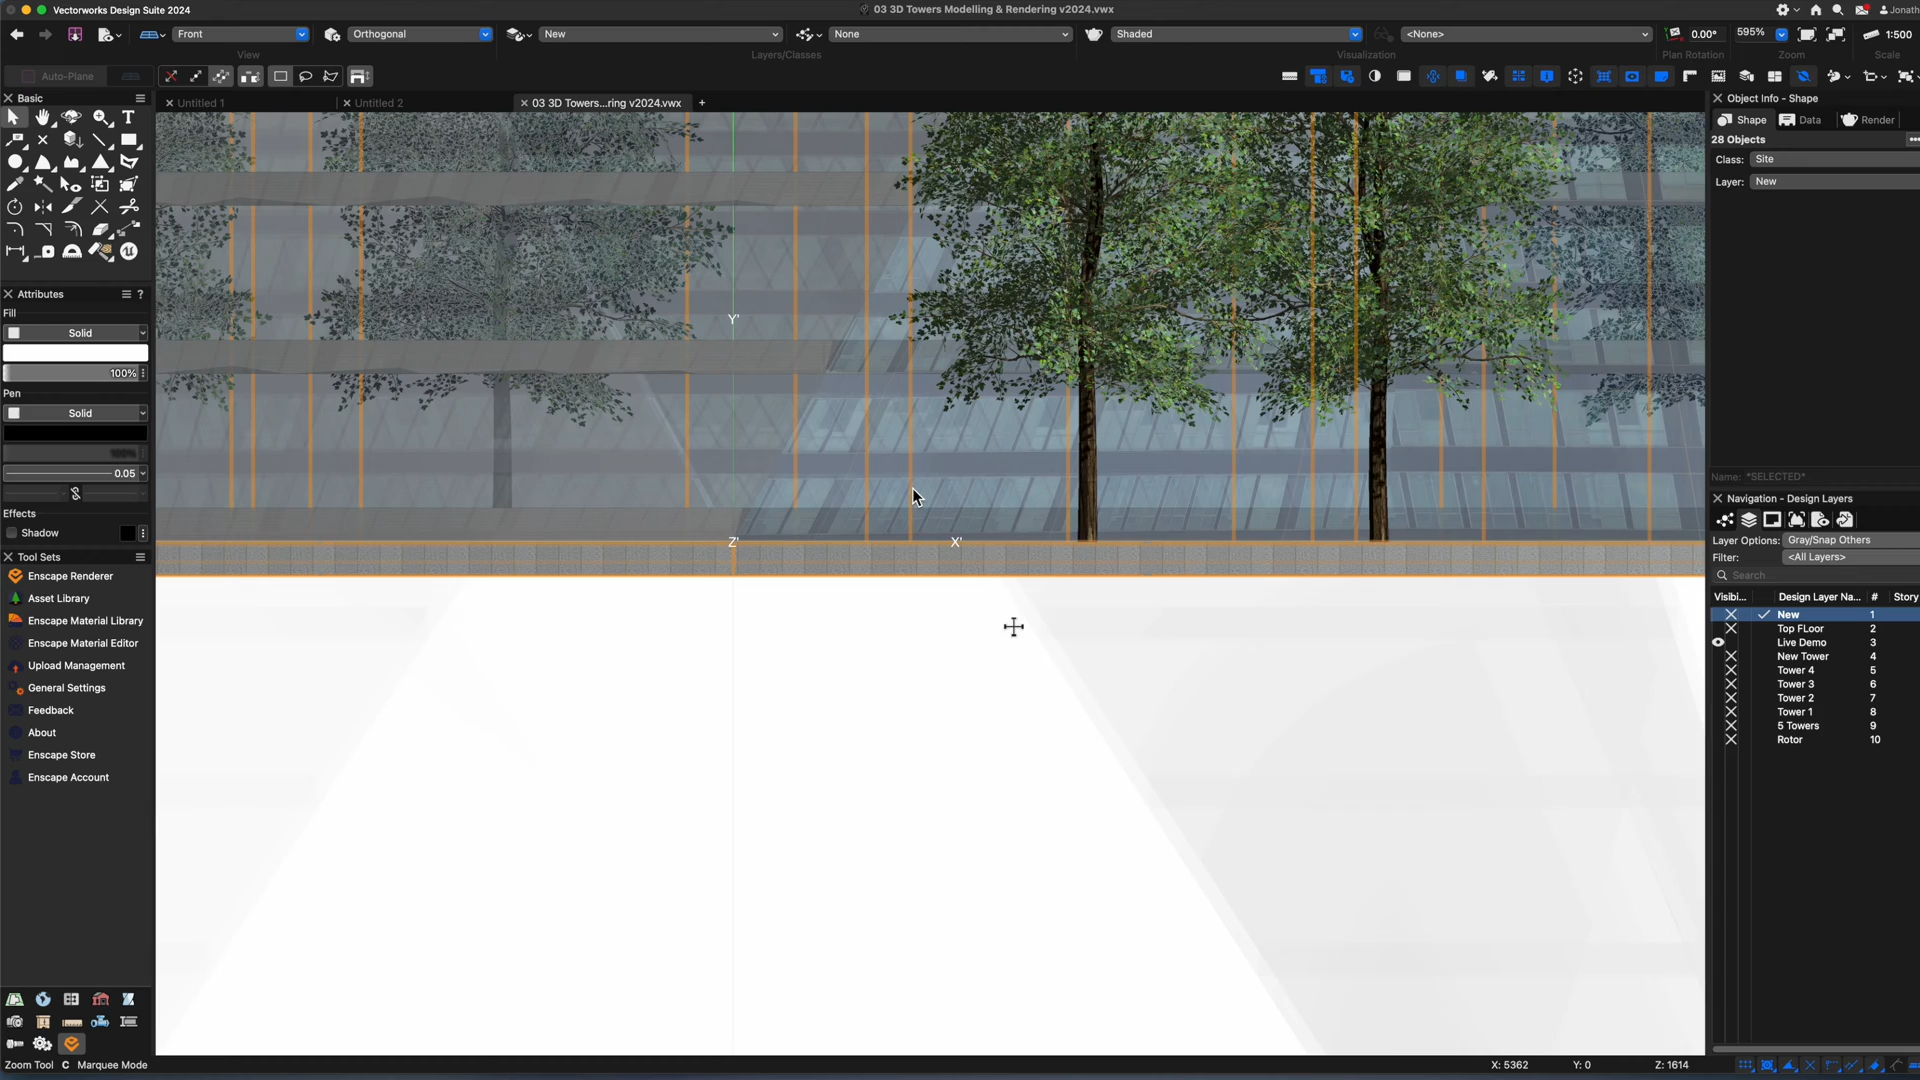 Vectorworks Design Suite 2024
03 3D Towers Modelling & Rendering v2024.vwx
Jonath
Front
Orthogonal
New
None
Shaded
<None>
0.00°
595%
1:500
View
Layers/Classes
Visualization
Plan Rotation
Zoom
Scale
Auto-Plane
Basic
Untitled 1
Untitled 2
03 3D Towers...ring v2024.vwx
Object Info - Shape
Shape
Data
Render
28 Objects
Class:
Site
Layer:
New
Attributes
?
Fill
Solid
100%
Pen
Solid
100%
0.05
Effects
Shadow
Tool Sets
Enscape Renderer
Asset Library
Enscape Material Library
Enscape Material Editor
Upload Management
General Settings
Feedback
About
Enscape Store
Enscape Account
Y'
Z'
X'
Name:
*SELECTED*
Navigation - Design Layers
Layer Options:
Gray/Snap Others
Filter:
<All Layers>
Search
Visibi...
Design Layer Na...
#
Story
New 1
Top FLoor 2
Live Demo 3
New Tower 4
Tower 4 5
Tower 3 6
Tower 2 7
Tower 1 8
5 Towers 9
Rotor 10
Zoom Tool C Marquee Mode
X: 5362
Y: 0
Z: 1614